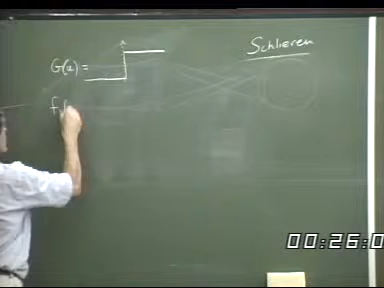 Schlieren
G(u) =
f(
00:26:0